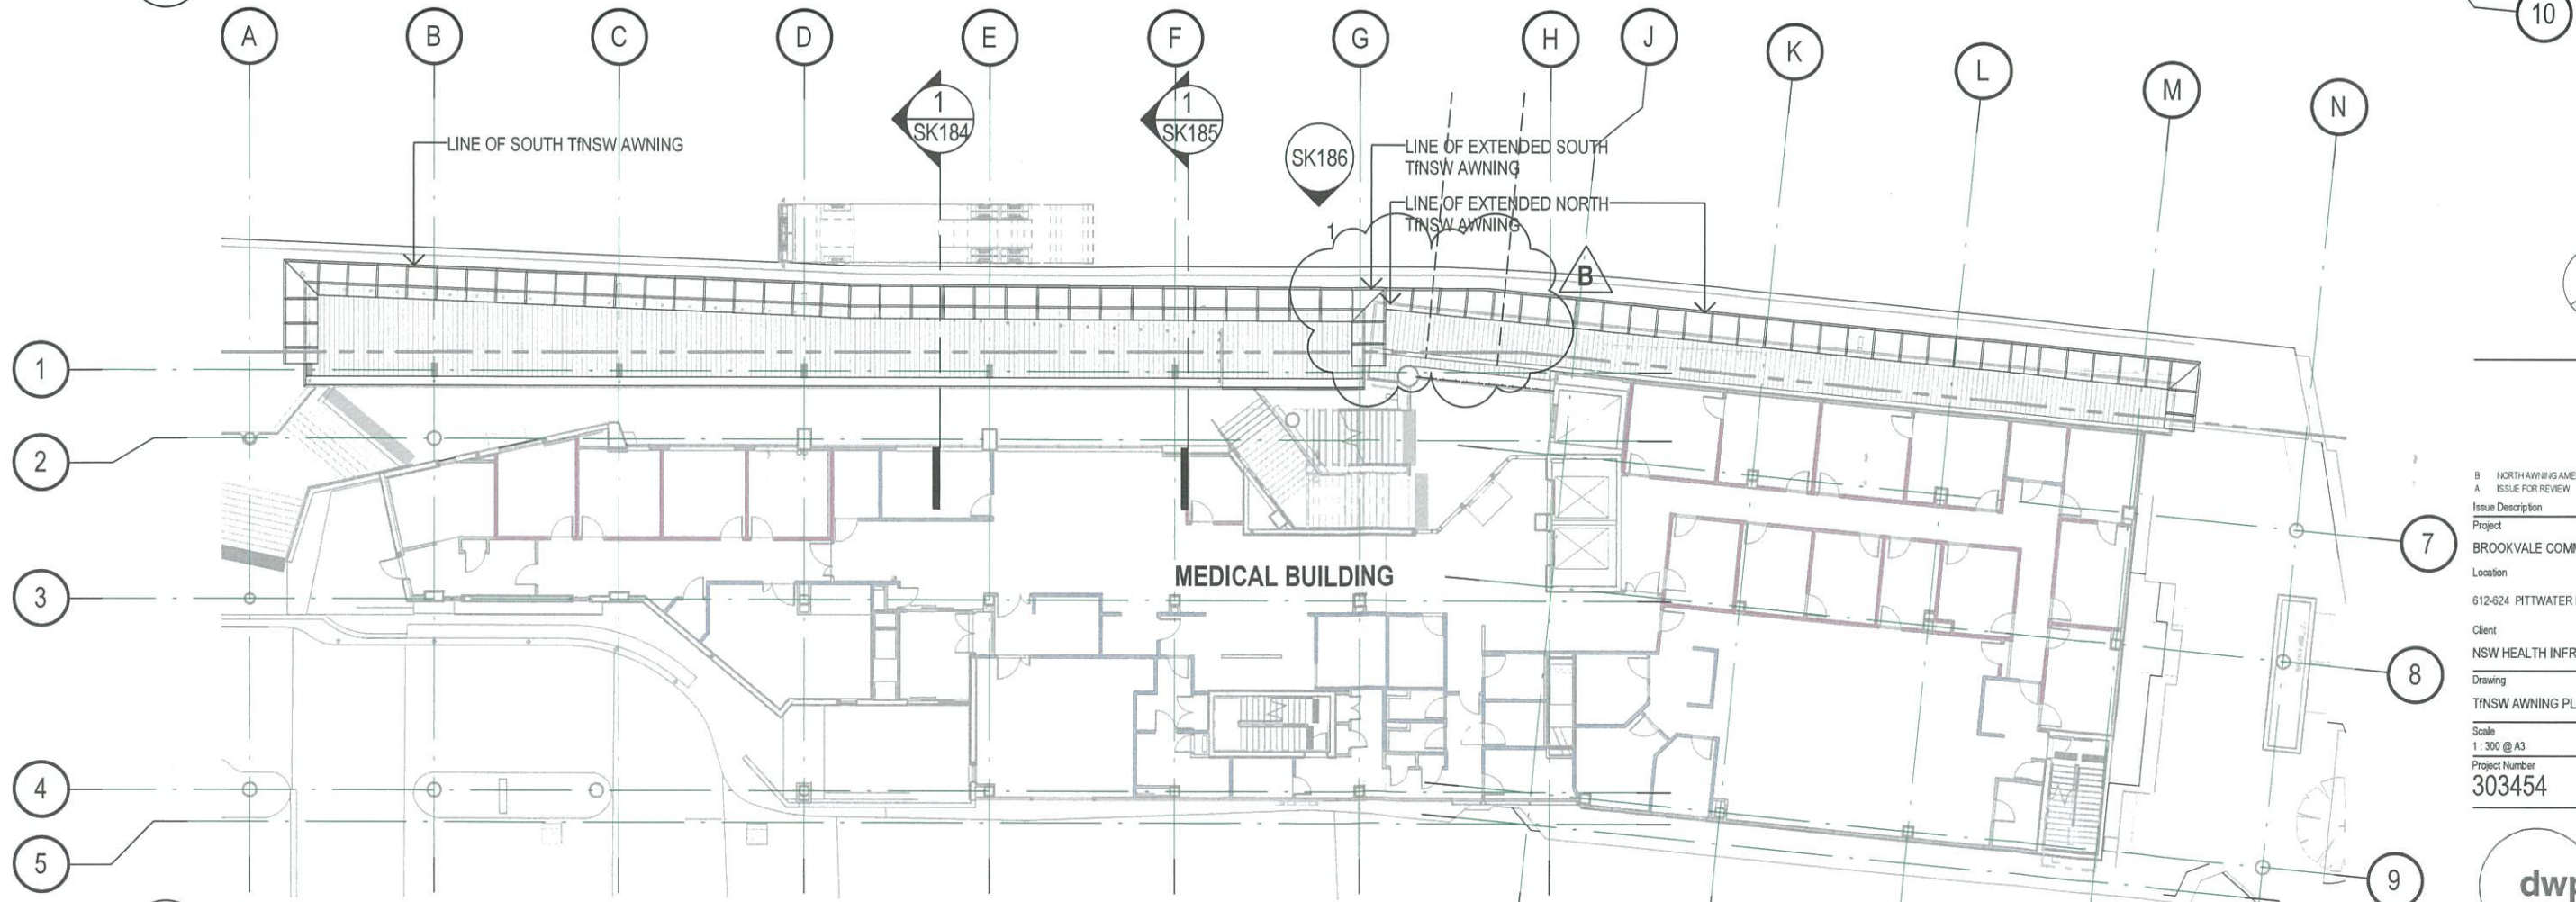 10
A
B
C
D
E
F
G
H
J
K
L
M
N
1
SK184
1
SK185
SK186
LINE OF SOUTH TfNSW AWNING
LINE OF EXTENDED SOUTH
TfNSW AWNING
LINE OF EXTENDED NORTH
TfNSW AWNING
1
B
1
2
3
4
5
MEDICAL BUILDING
7
8
9
B NORTH AWNING AME
A ISSUE FOR REVIEW
Issue Description
Project
BROOKVALE COM
Location
612-624 PITTWATER
Client
NSW HEALTH INFR
Drawing
TfNSW AWNING PL
Scale
1 : 300 @ A3
Project Number
303454
dwp